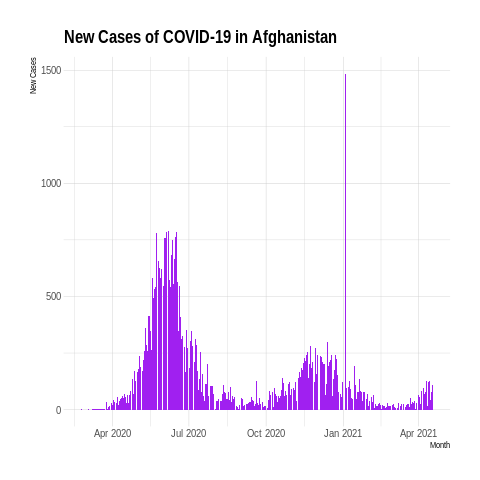 New Cases of COVID-19 in Afghanistan
New Cases
1500
1000
500
0
Apr 2020 Jul 2020 Oct 2020 Jan 2021 Apr 2021
Month